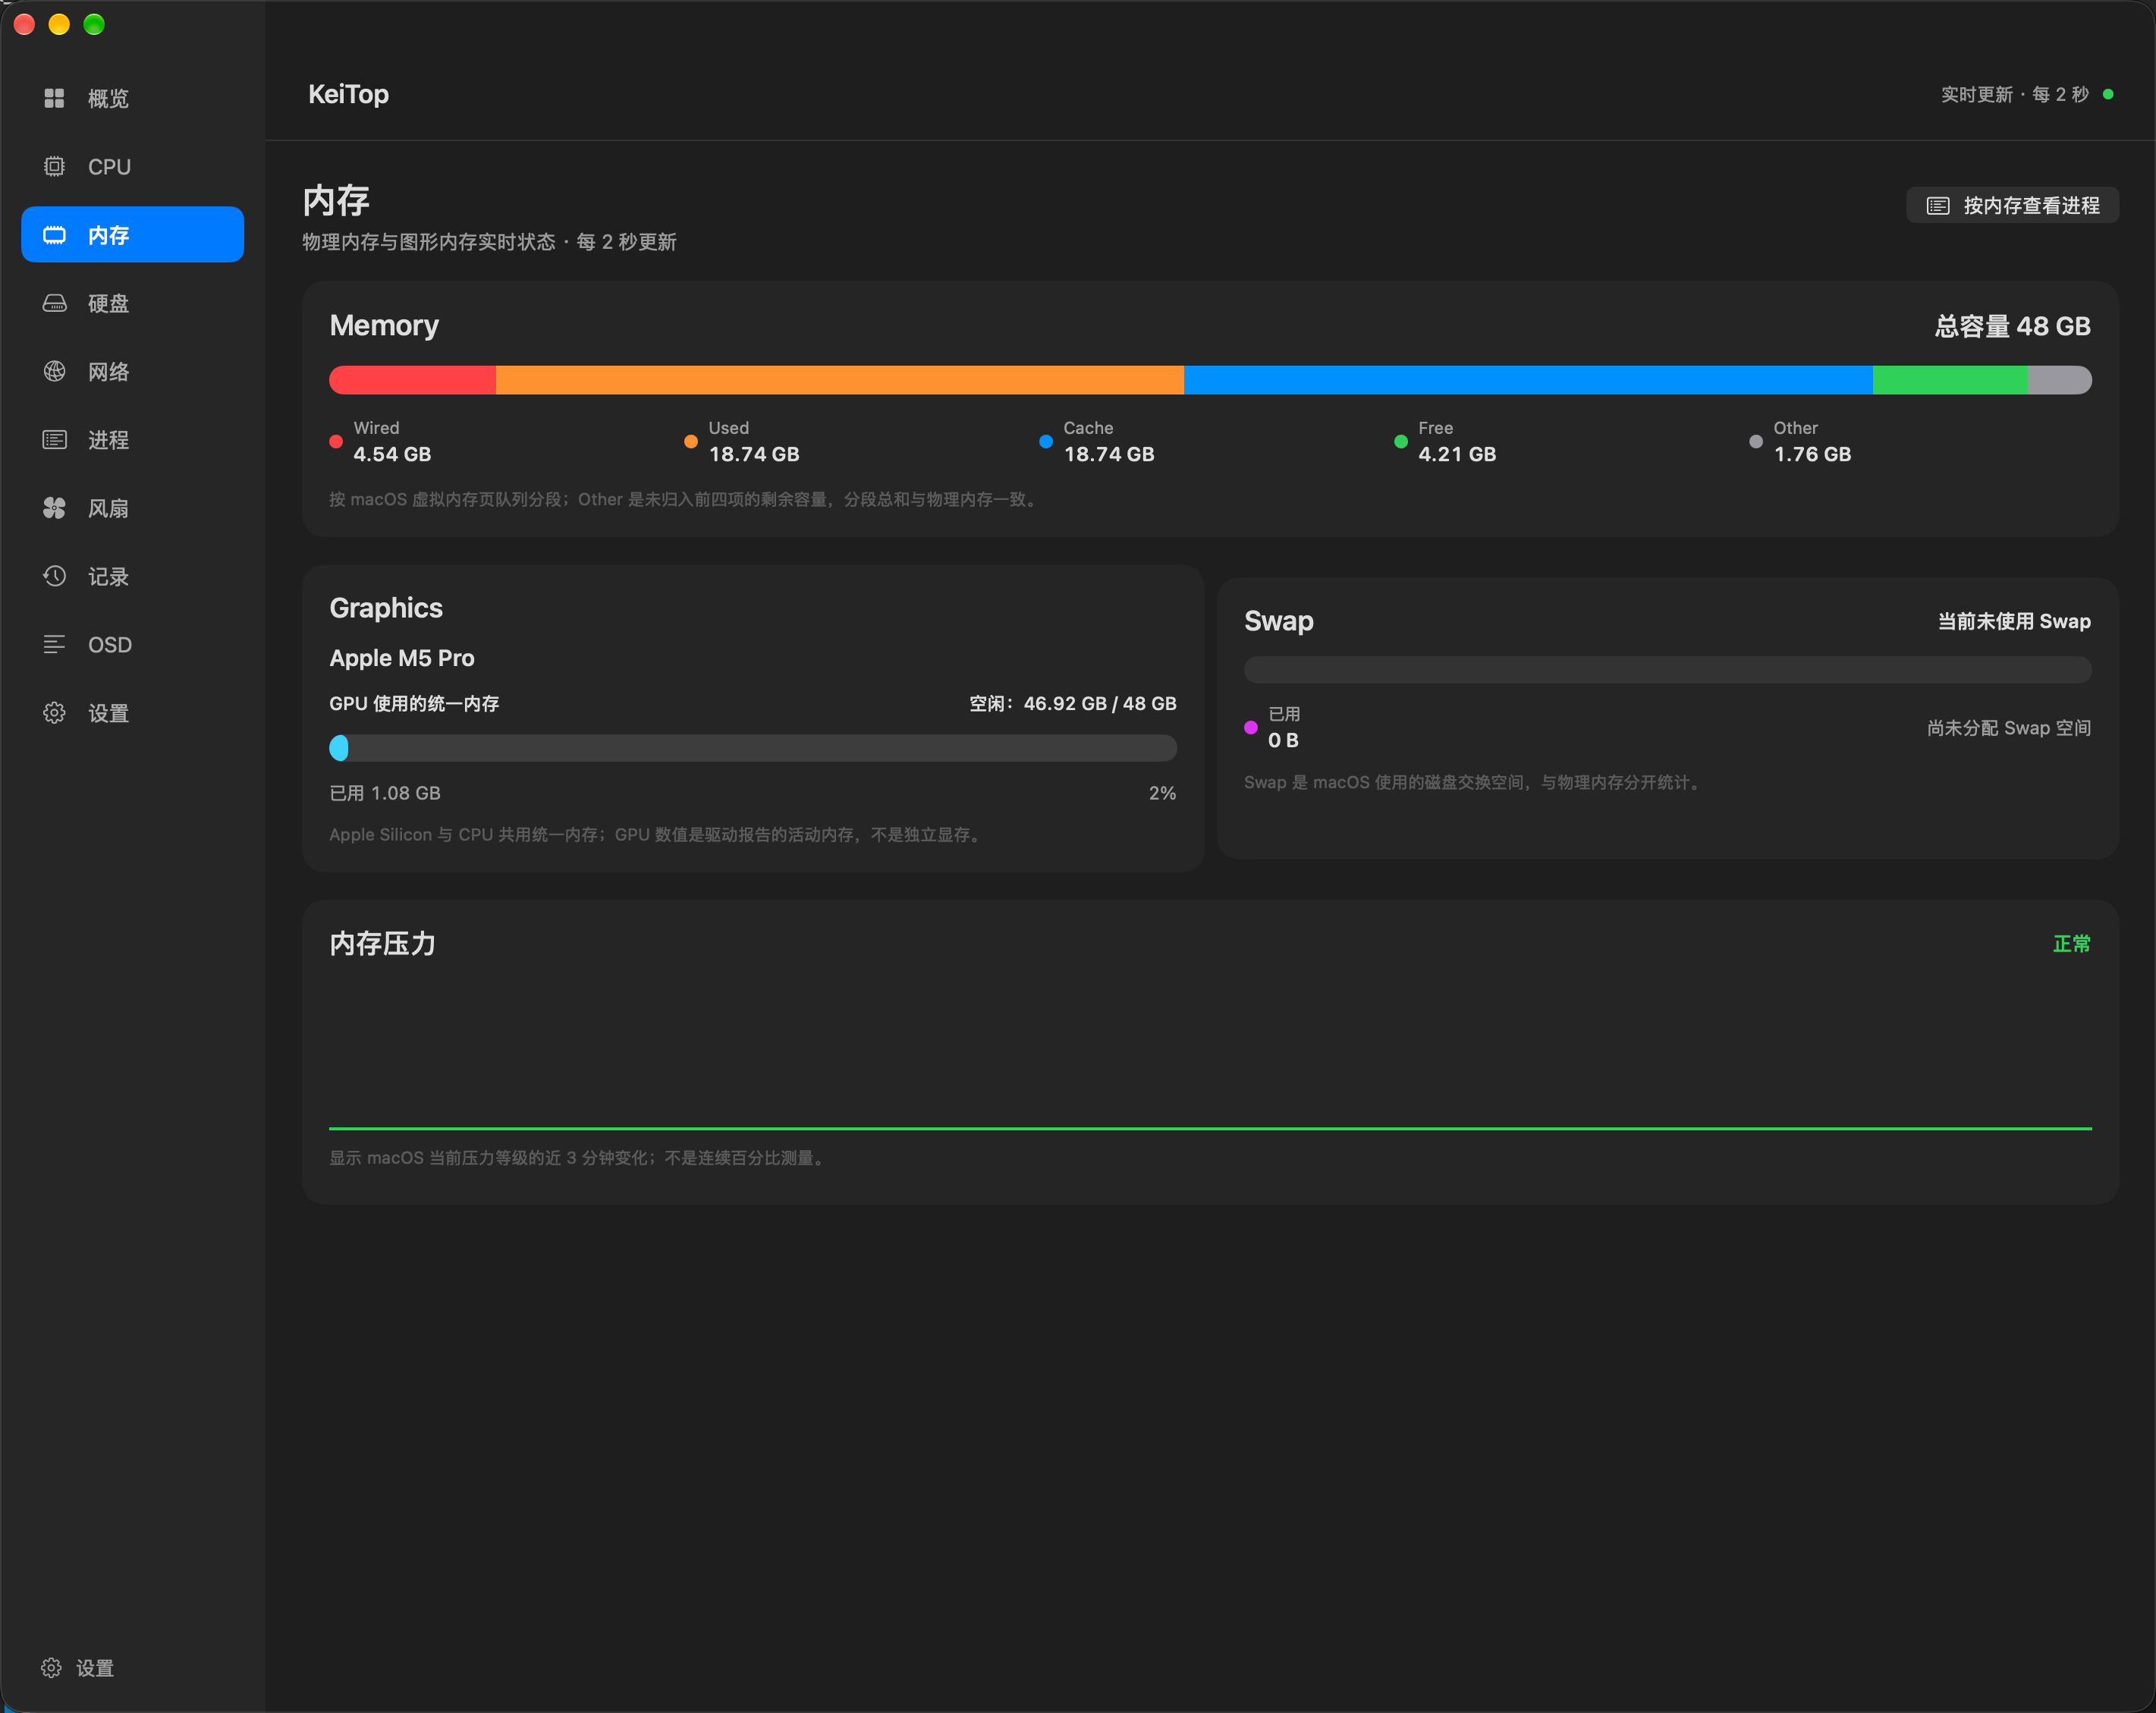 概览
CPU
内存
硬盘
网络
进程
风扇
记录
OSD
设置
设置
KeiTop
实时更新 · 每 2 秒
内存
物理内存与图形内存实时状态 · 每 2 秒更新
按内存查看进程
Memory
总容量 48 GB
Wired
4.54 GB
Used
18.74 GB
Cache
18.74 GB
Free
4.21 GB
Other
1.76 GB
按 macOS 虚拟内存页队列分段；Other 是未归入前四项的剩余容量，分段总和与物理内存一致。
Graphics
Apple M5 Pro
GPU 使用的统一内存
空闲：46.92 GB / 48 GB
已用 1.08 GB
2%
Apple Silicon 与 CPU 共用统一内存；GPU 数值是驱动报告的活动内存，不是独立显存。
Swap
当前未使用 Swap
已用
0 B
尚未分配 Swap 空间
Swap 是 macOS 使用的磁盘交换空间，与物理内存分开统计。
内存压力
正常
显示 macOS 当前压力等级的近 3 分钟变化；不是连续百分比测量。